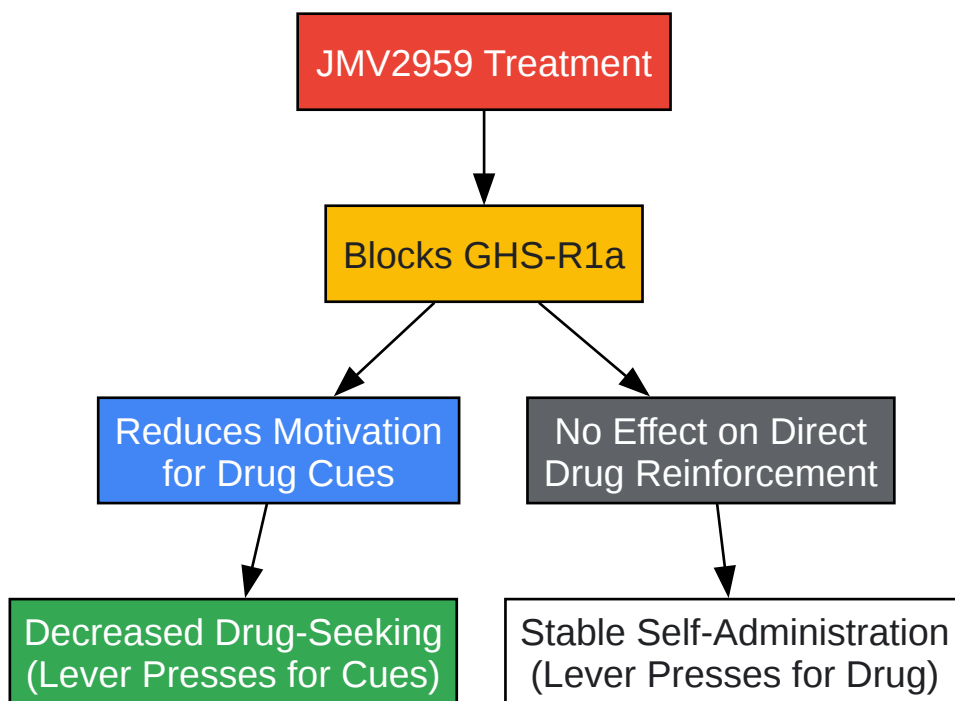 JMV2959 Treatment
Blocks GHS-R1a
Reduces Motivation
for Drug Cues
No Effect on Direct
Drug Reinforcement
Decreased Drug-Seeking
(Lever Presses for Cues)
Stable Self-Administration
(Lever Presses for Drug)